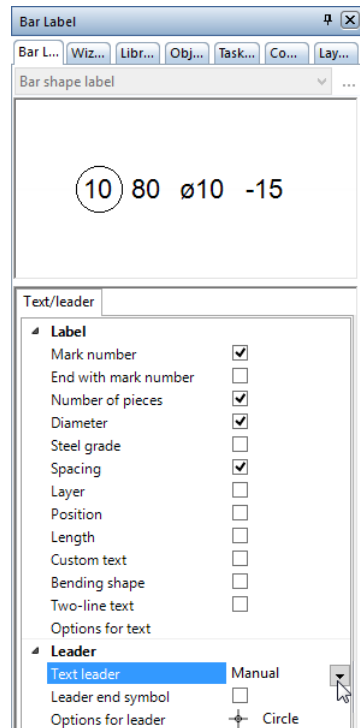 Bar Label
Bar L... Wiz... Libr... Obj... Task... Co... Lay...
Bar shape label ...
10 80 ø10 -15
Text/leader
Label
Mark number
End with mark number
Number of pieces
Diameter
Steel grade
Spacing
Layer
Position
Length
Custom text
Bending shape
Two-line text
Options for text
Leader
Text leader Manual
Leader end symbol
Options for leader Circle